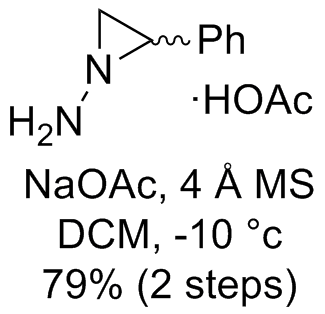 N Ph
H₂N ·HOAc
NaOAc, 4 Å MS
DCM, -10 °c
79% (2 steps)